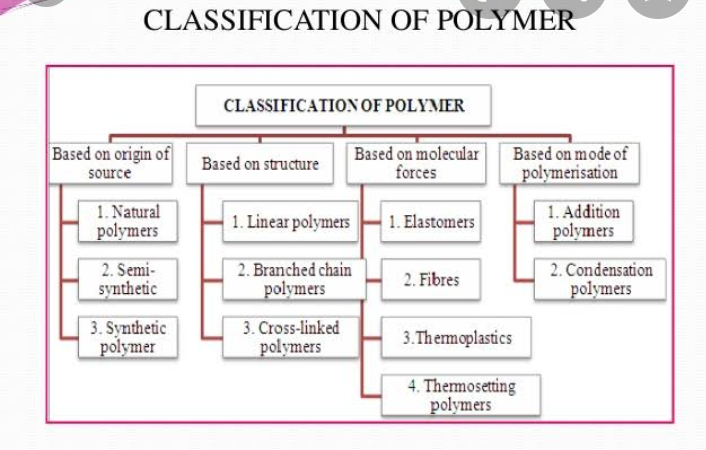 CLASSIFICATION OF POLYMER
CLASSIFICATION OF POLYMER
Based on origin of
source
Based on structure
Based on molecular
forces
Based on mode of
polymerisation
1. Natural
polymers
2. Semi-
synthetic
3. Synthetic
polymer
1. Linear polymers
2. Branched chain
polymers
3. Cross-linked
polymers
1. Elastomers
2. Fibres
3.Thermoplastics
4. Thermosetting
polymers
1. Addition
polymers
2. Condensation
polymers